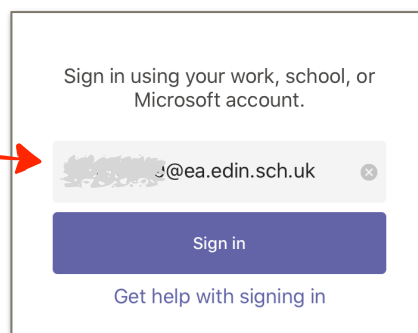 Sign in using your work, school, or
Microsoft account.
@ea.edin.sch.uk
Sign in
Get help with signing in